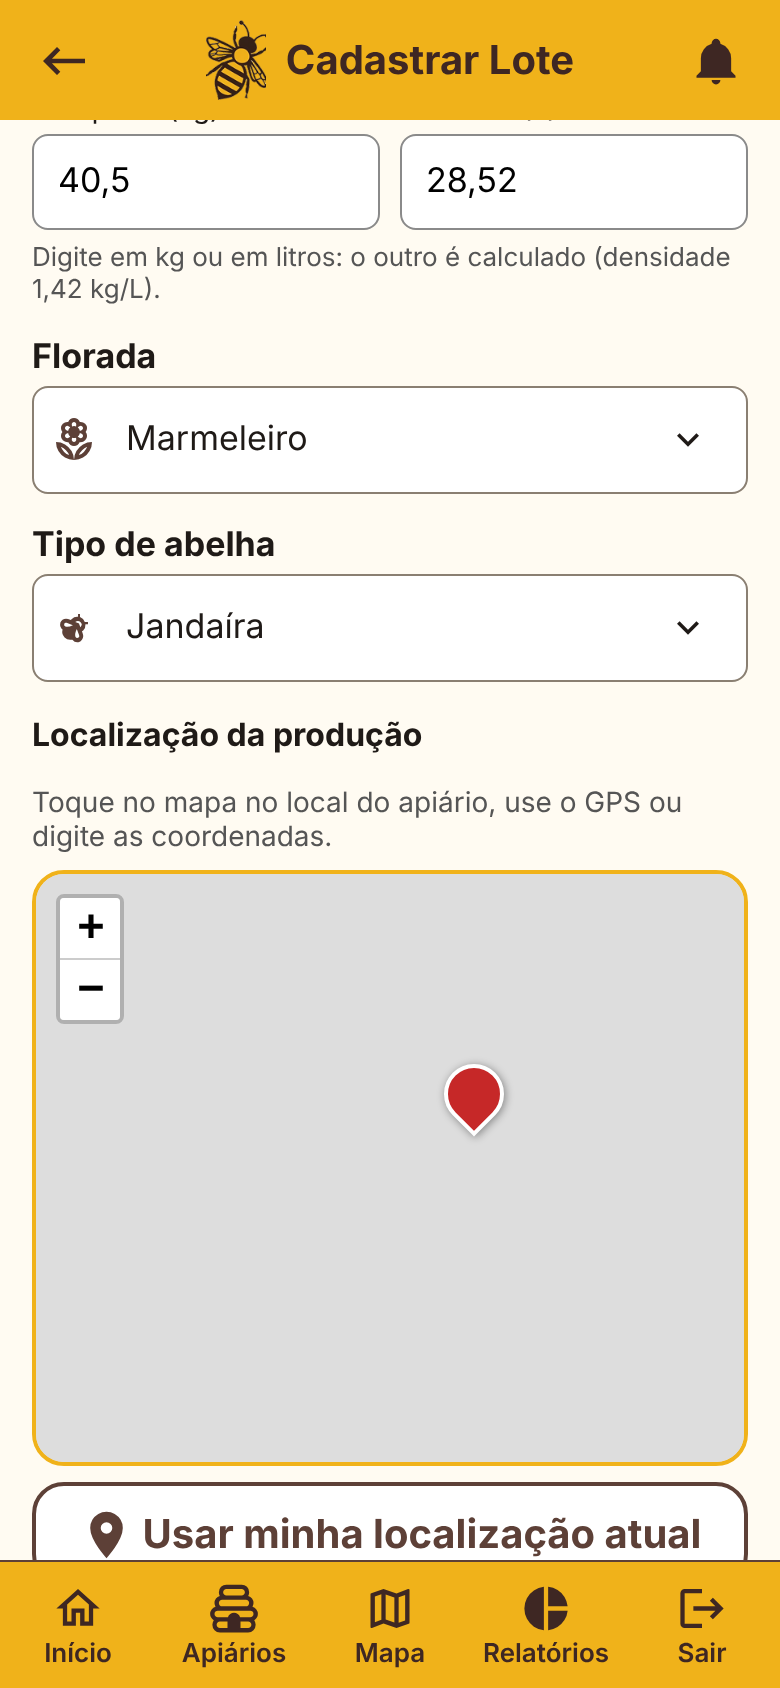 Cadastrar Lote
40,5
28,52
Digite em kg ou em litros: o outro é calculado (densidade
1,42 kg/L).
Florada
Marmeleiro
Tipo de abelha
Jandaíra
Localização da produção
Toque no mapa no local do apiário, use o GPS ou
digite as coordenadas.
+
−
Usar minha localização atual
Início
Apiários
Mapa
Relatórios
Sair